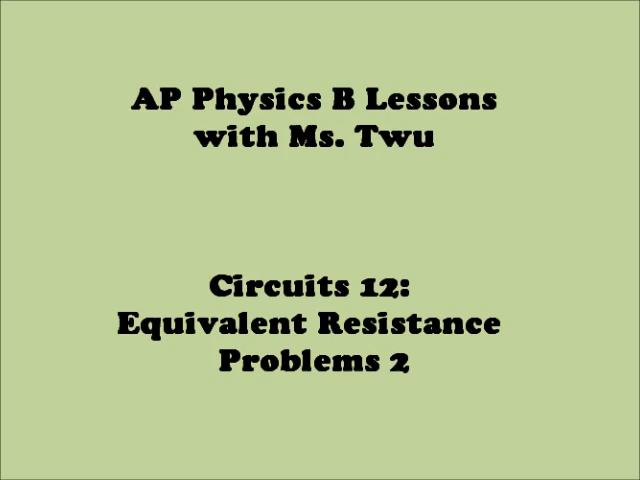 AP Physics B Lessons
with Ms. Twu
Circuits 12:
Equivalent Resistance
Problems 2